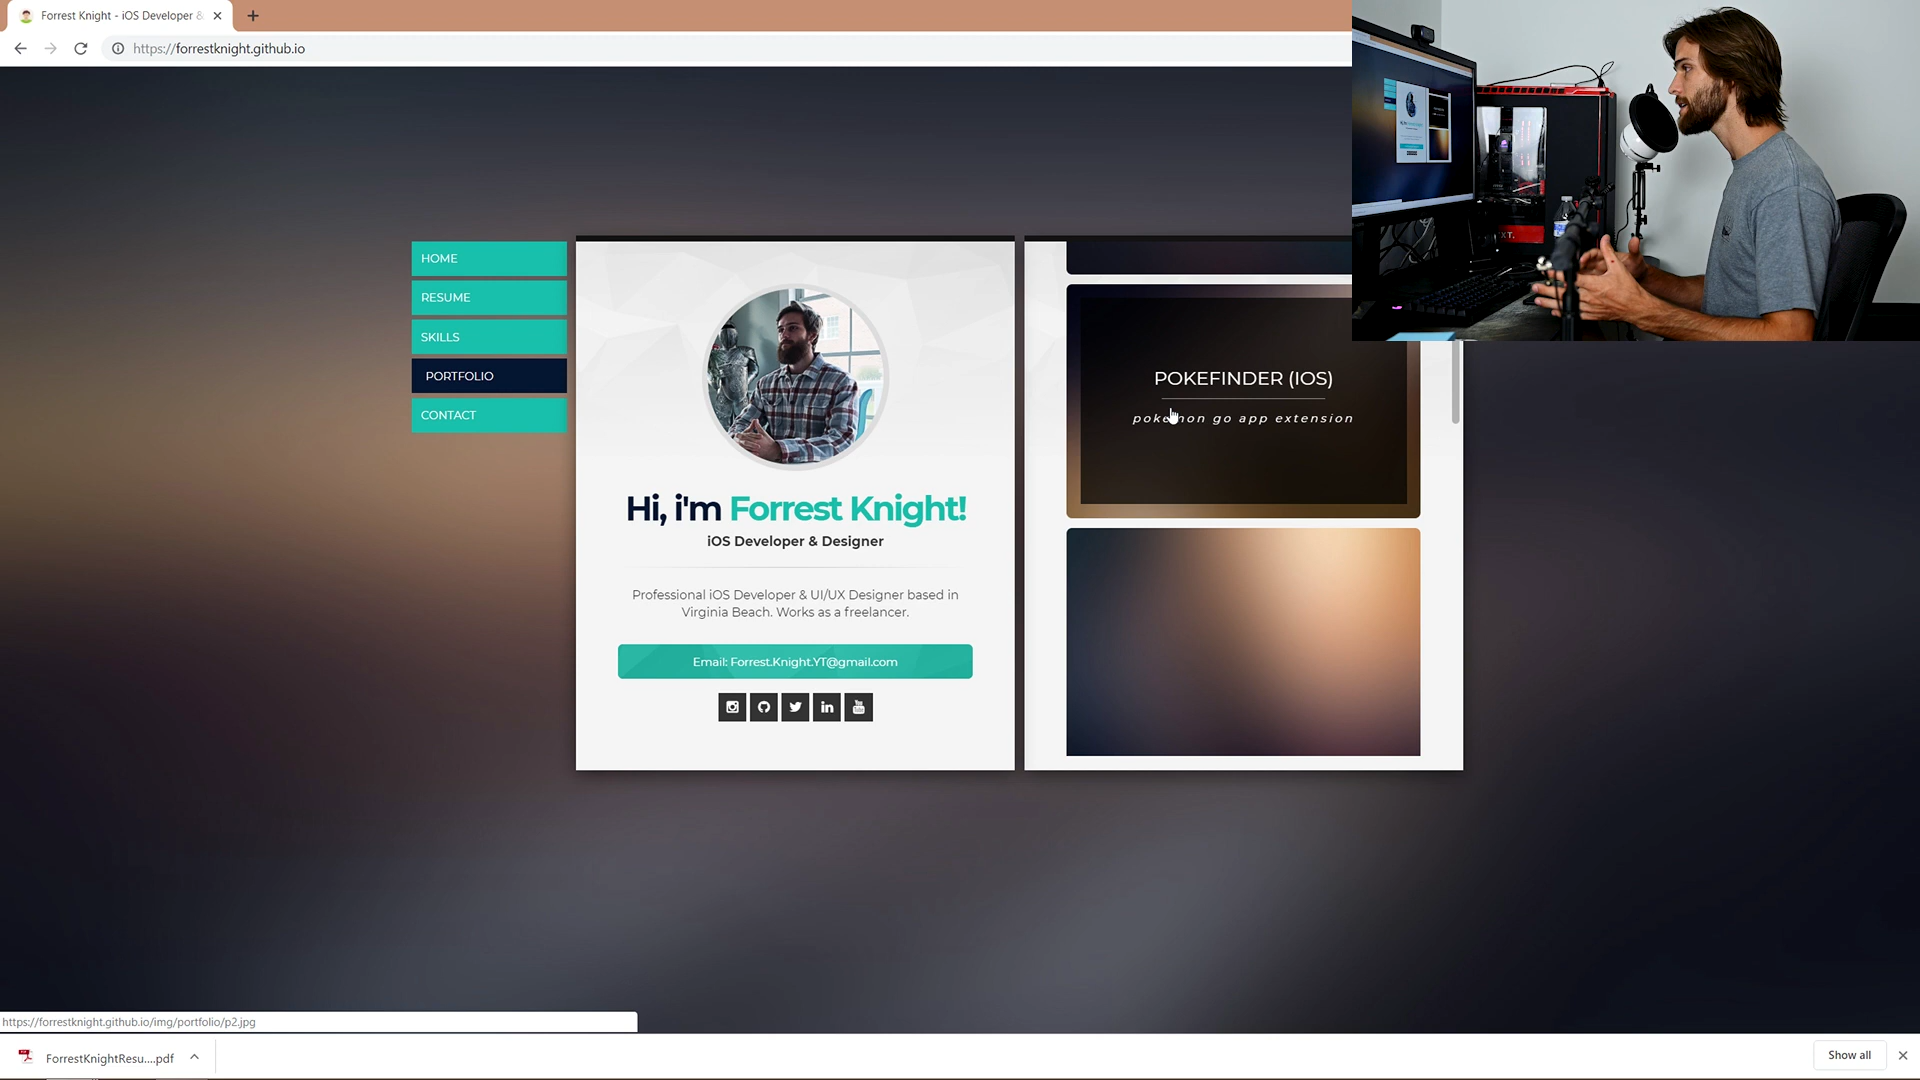 Forrest Knight - iOS Developer &
https://forrestknight.github.io
HOME
RESUME
SKILLS
PORTFOLIO
CONTACT
Hi, i'm Forrest Knight!
iOS Developer & Designer
Professional iOS Developer & UI/UX Designer based in
Virginia Beach. Works as a freelancer.
Email: Forrest.Knight.YT@gmail.com
POKEFINDER (IOS)
pokemon go app extension
https://forrestknight.github.io/img/portfolio/p2.jpg
ForrestKnightResu....pdf
Show all